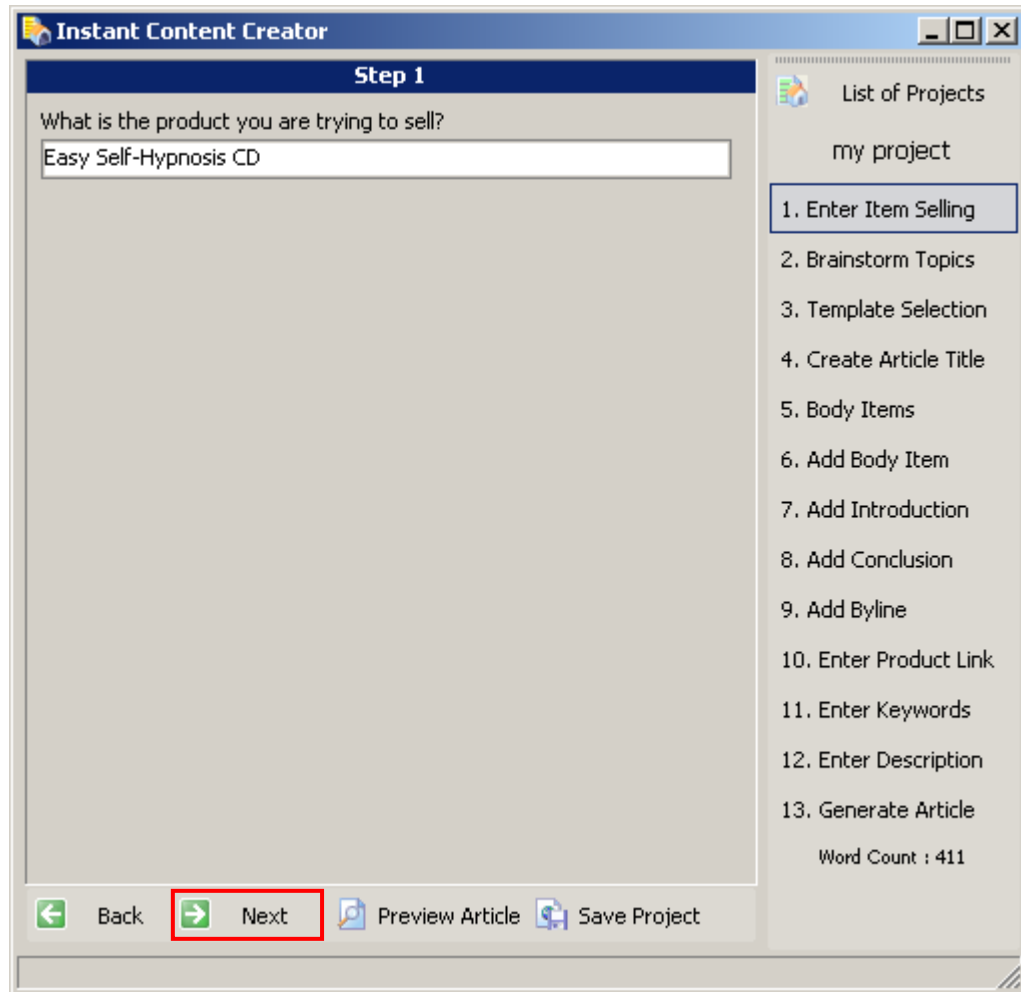 Instant Content Creator
Step 1
What is the product you are trying to sell?
Easy Self-Hypnosis CD
List of Projects
my project
1. Enter Item Selling
2. Brainstorm Topics
3. Template Selection
4. Create Article Title
5. Body Items
6. Add Body Item
7. Add Introduction
8. Add Conclusion
9. Add Byline
10. Enter Product Link
11. Enter Keywords
12. Enter Description
13. Generate Article
Word Count : 411
Back Next Preview Article Save Project